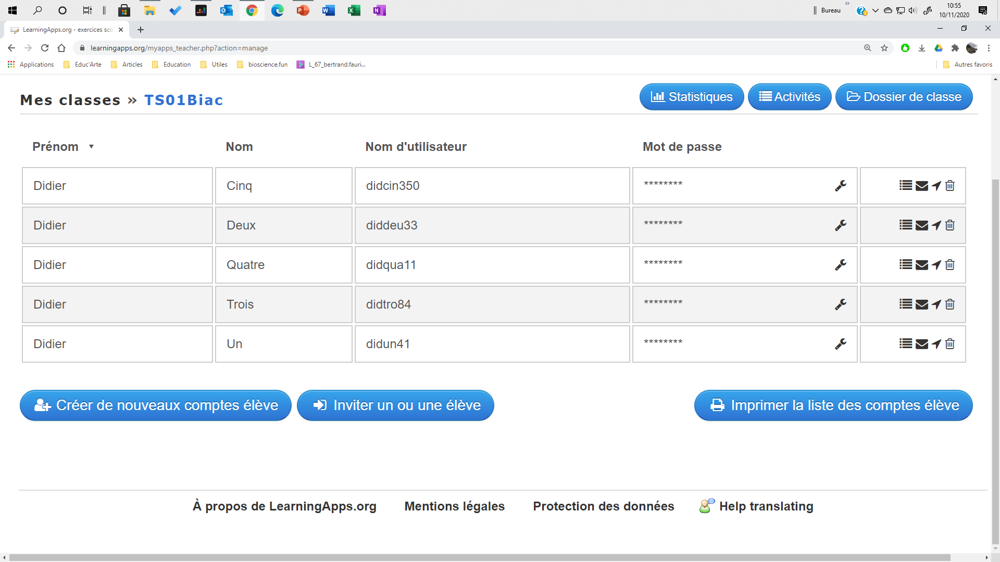 Bureau
»
10:55
10/11/2020
LearningApps.org - exercices sco
learningapps.org/myapps_teacher.php?action=manage
Applications Educ'Arte Articles Education Utiles bioscience.fun L_67_bertrand.fauri... Autres favoris
Mes classes » TS01Biac
Statistiques Activités Dossier de classe
Prénom Nom Nom d'utilisateur Mot de passe
Didier Cinq didcin350 ********
Didier Deux diddeu33 ********
Didier Quatre didqua11 ********
Didier Trois didtro84 ********
Didier Un didun41 ********
Créer de nouveaux comptes élève Inviter un ou une élève Imprimer la liste des comptes élève
À propos de LearningApps.org Mentions légales Protection des données Help translating